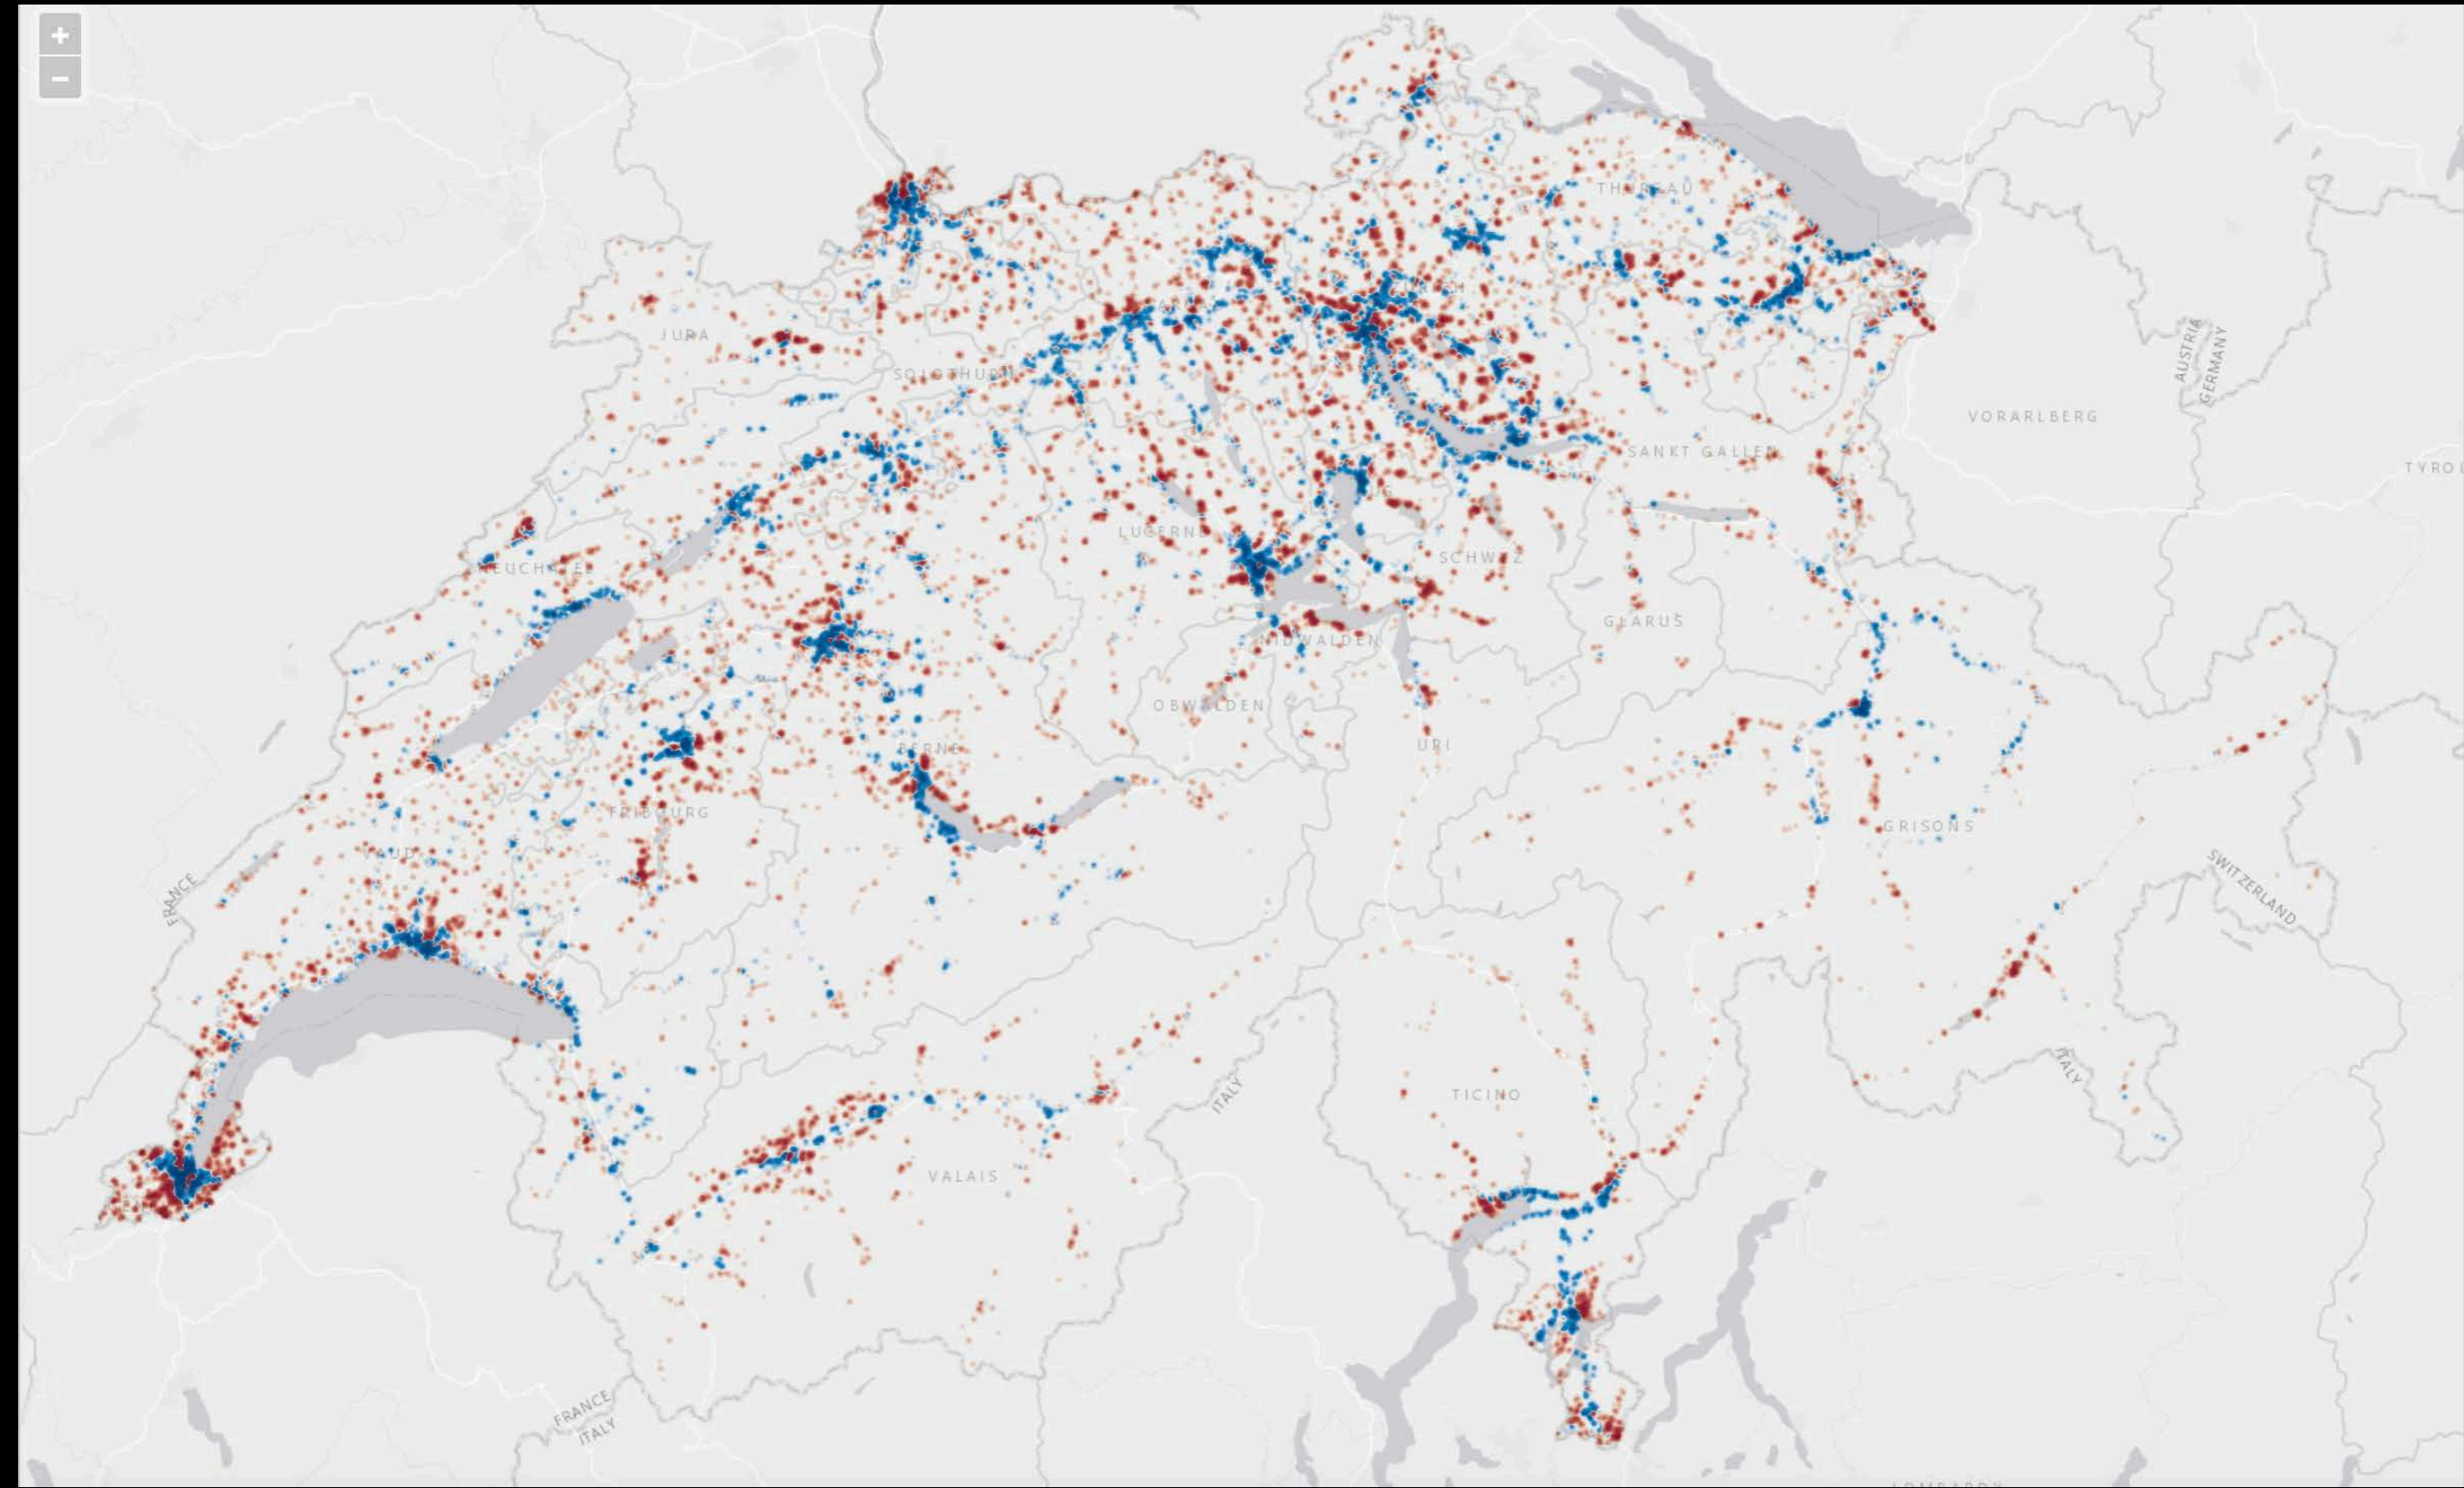 +
−
THURGAU
JURA
SOLOTHURN
AUSTRIA
GERMANY
VORARLBERG
SANKT GALLEN
TYROL
LUCERNE
SCHWYZ
NEUCHÂTEL
GLARUS
NIDWALDEN
OBWALDEN
BERNE
URI
FRIBOURG
GRISONS
VAUD
FRANCE
SWITZERLAND
ITALY
ITALY
TICINO
VALAIS
FRANCE
ITALY
LOMBARDY